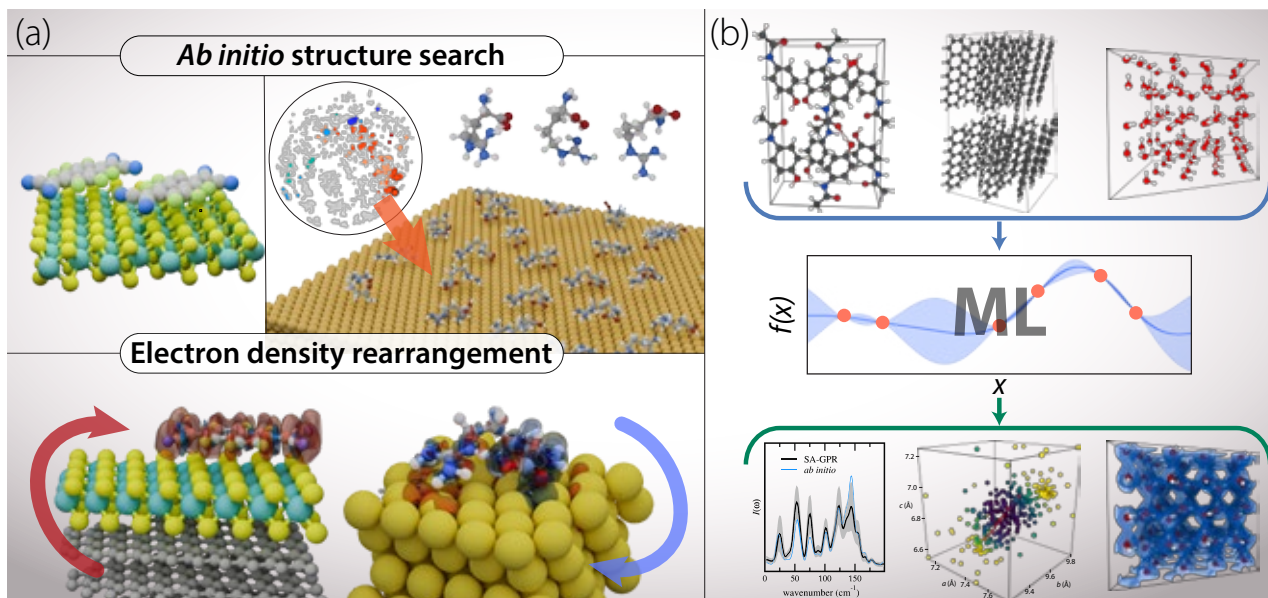 (a)
Ab initio structure search
Electron density rearrangement
(b)
f(x)
ML
x
SA-GPR
ab initio
I(ω)
0 50 100 150
wavenumber (cm⁻¹)
7.2
7.0
c (Å)
6.8
6.6
7.2
7.4
7.6
a (Å)
9.4
9.6
9.8
b (Å)